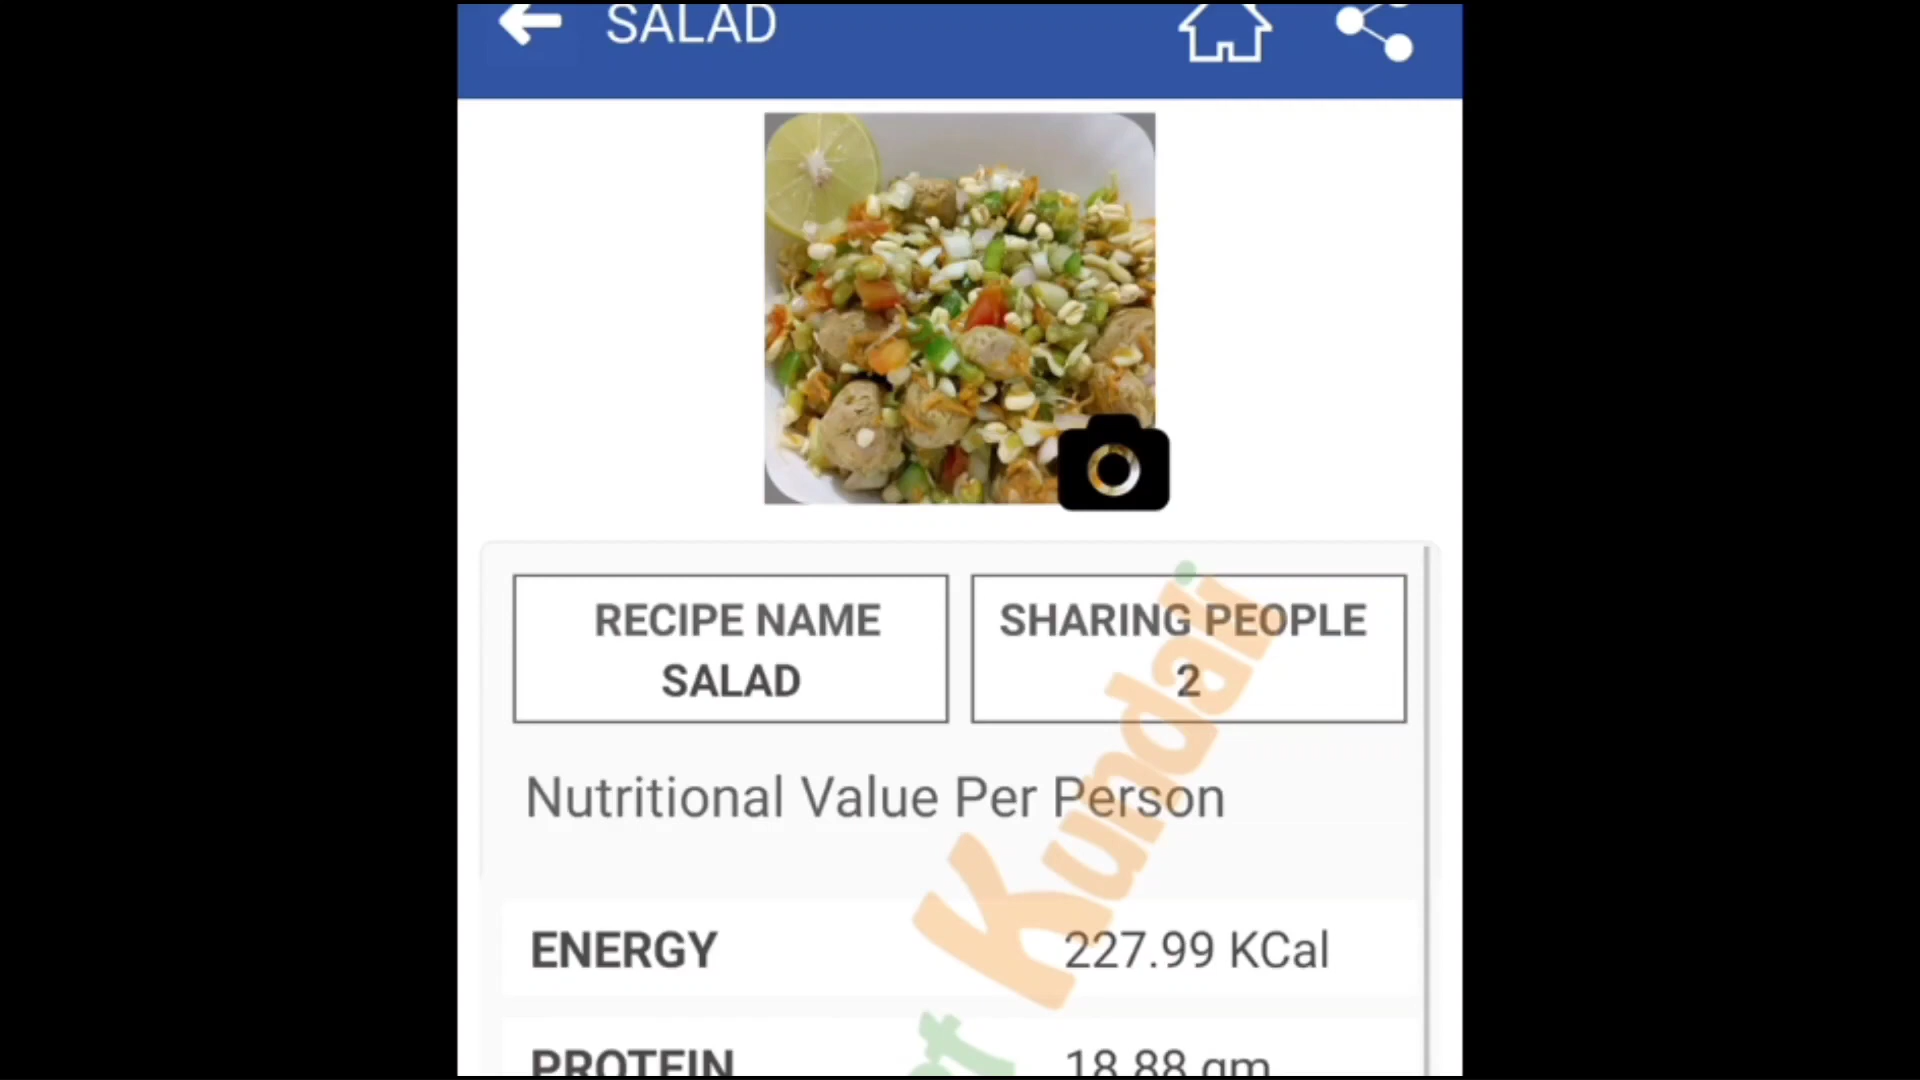 SALAD
RECIPE NAME
SALAD
SHARING PEOPLE
2
Nutritional Value Per Person
ENERGY 227.99 KCal
PROTEIN 18.88 gm
Kundali